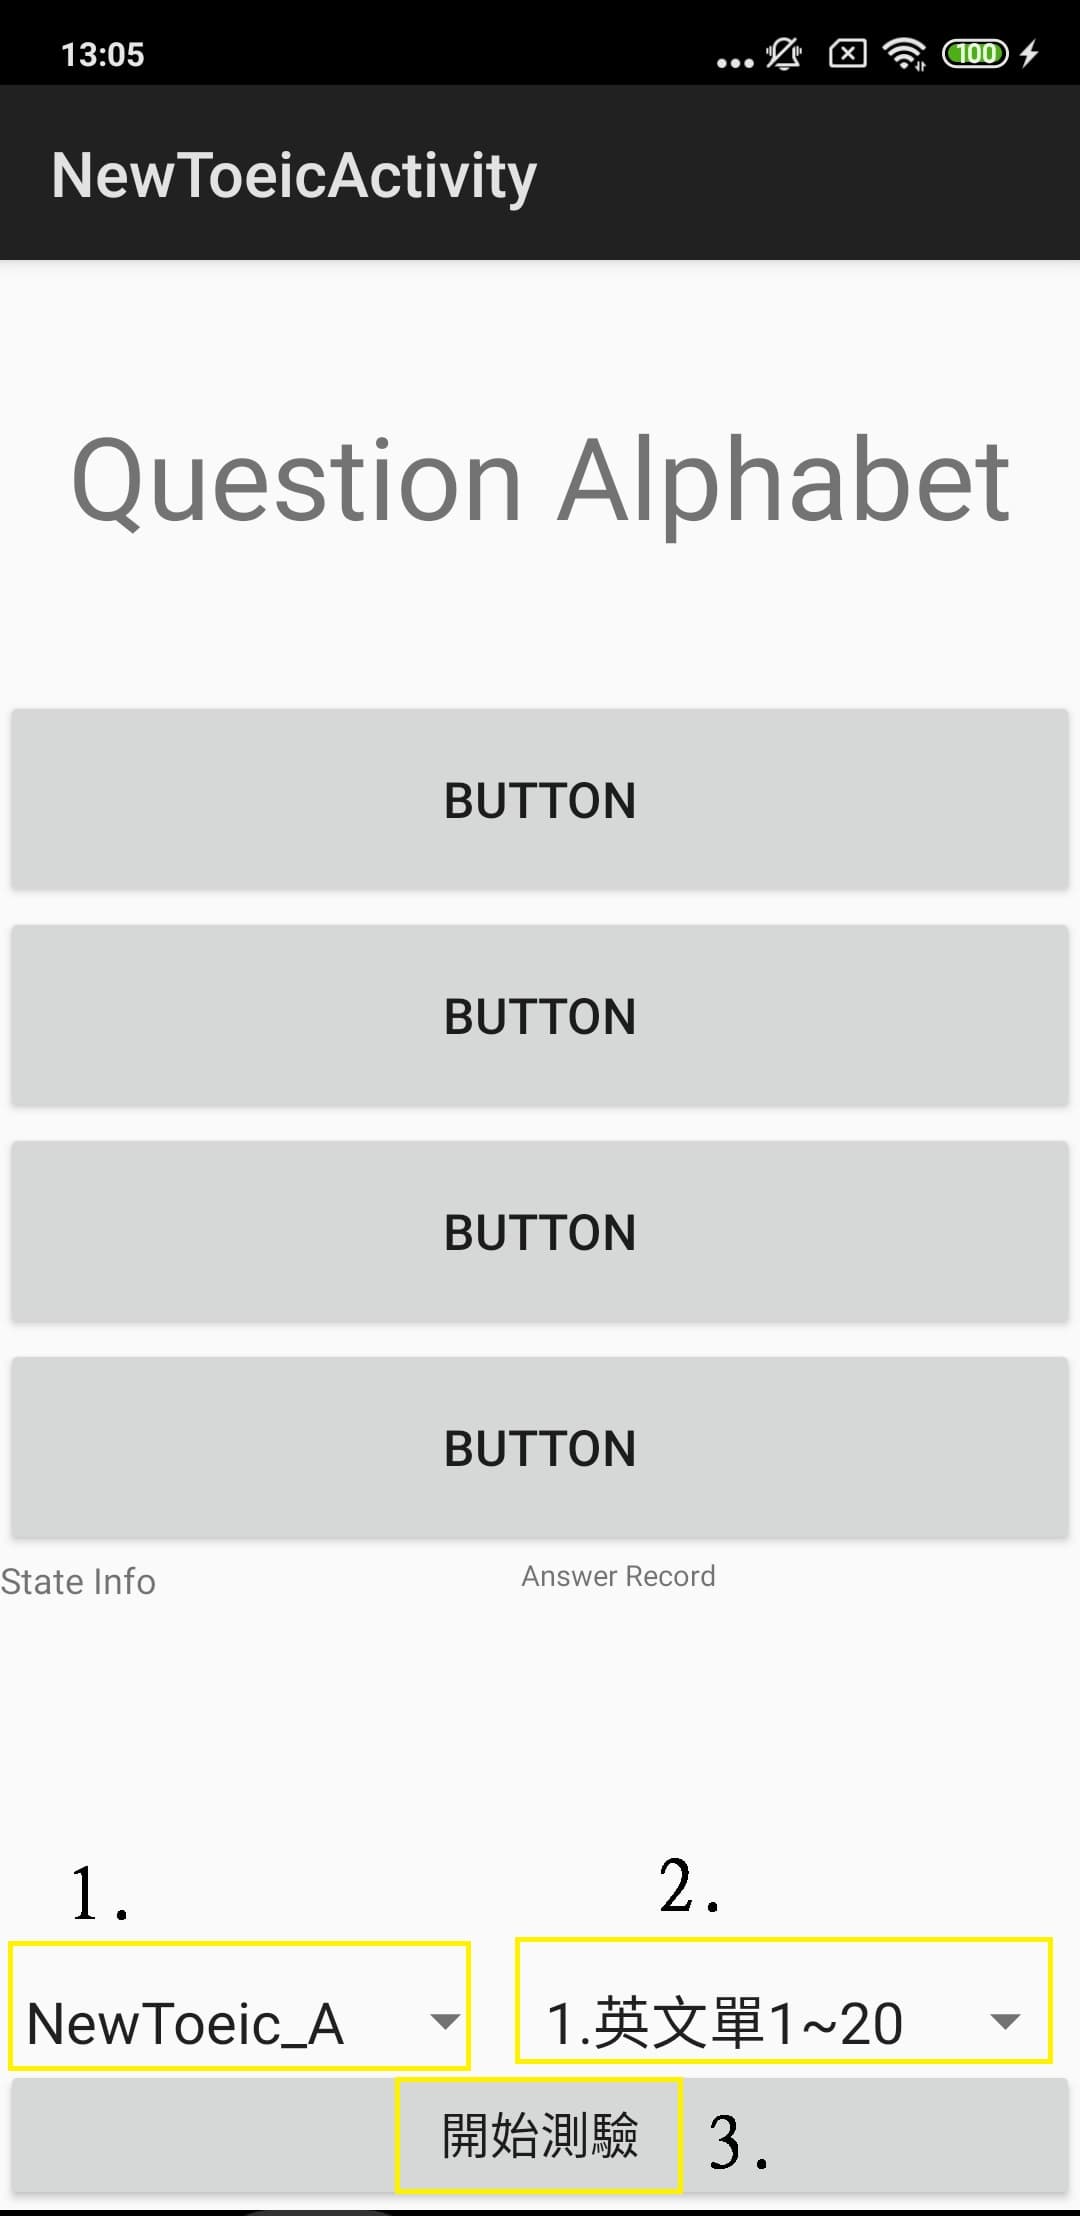 13:05
100
NewToeicActivity
Question Alphabet
BUTTON
BUTTON
BUTTON
BUTTON
State Info
Answer Record
1.
2.
NewToeic_A
1.英文單1~20
開始測驗
3.